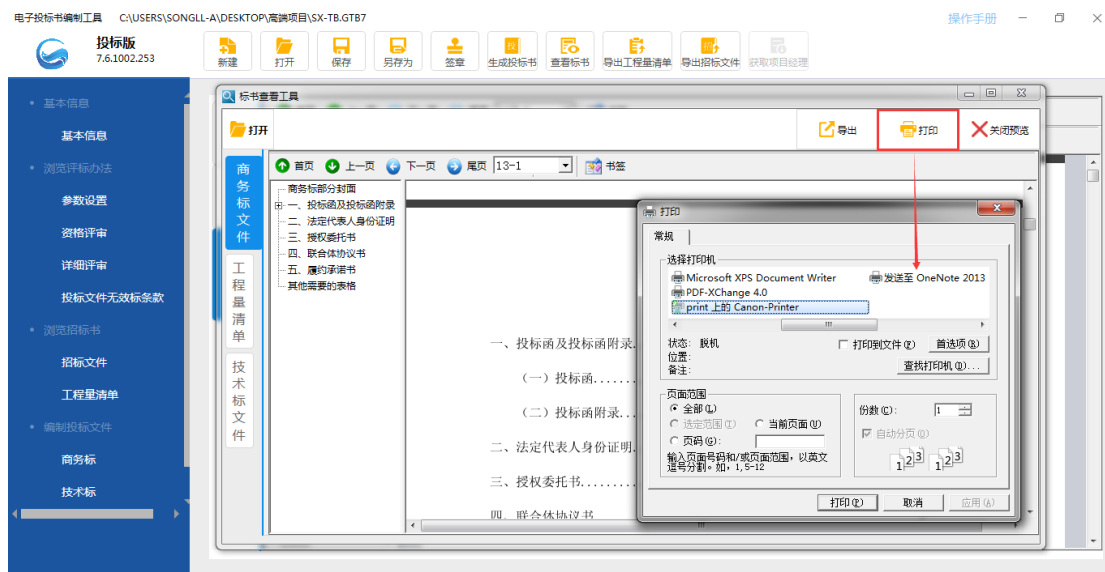 电子投标书编制工具 C:\USERS\SONGLL-A\DESKTOP\高端项目\SX-TB.GTB7 操作手册
投标版
7.6.1002.253
新建 打开 保存 另存为 签章 生成投标书 查看标书 导出工程量清单 导出招标文件 获取项目经理
基本信息
基本信息
浏览评标办法
参数设置
资格评审
详细评审
投标文件无效标条款
浏览招标书
招标文件
工程量清单
编制投标文件
商务标
技术标
标书查看工具
打开 导出 打印 关闭预览
商务标文件
工程量清单
技术标文件
首页 上一页 下一页 尾页 13-1 书签
商务标部分封面
一、投标函及投标函附录
二、法定代表人身份证明
三、授权委托书
四、联合体协议书
五、履约承诺书
其他需要的表格
一、投标函及投标函附录.
(一）投标函........
(二）投标函附录...
二、法定代表人身份证明.
三、授权委托书........
四、联合体协议书
打印
常规
选择打印机
Microsoft XPS Document Writer 发送至 OneNote 2013
PDF-XChange 4.0
print 上的 Canon-Printer
状态: 脱机 打印到文件(F) 首选项(R)
位置:
备注: 查找打印机(D)...
页面范围
全部(L)
选定范围(T) 当前页面(U)
页码(G):
输入页面号码和/或页面范围，以英文
逗号分割。如，1,5-12
份数(C): 1
自动分页(O)
1 2 3 1 2 3
打印(P) 取消 应用(A)